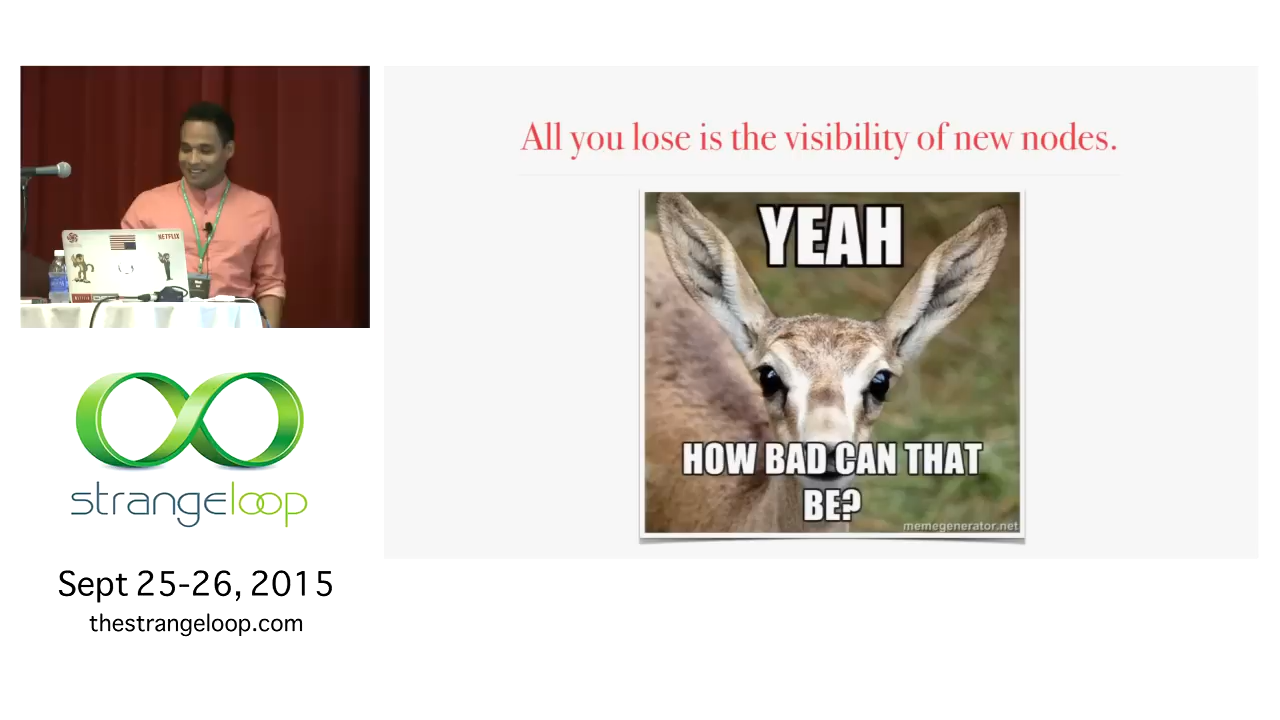 NETFLIX
All you lose is the visibility of new nodes.
YEAH
HOW BAD CAN THAT
BE?
memegenerator.net
strangeloop
Sept 25-26, 2015
thestrangeloop.com